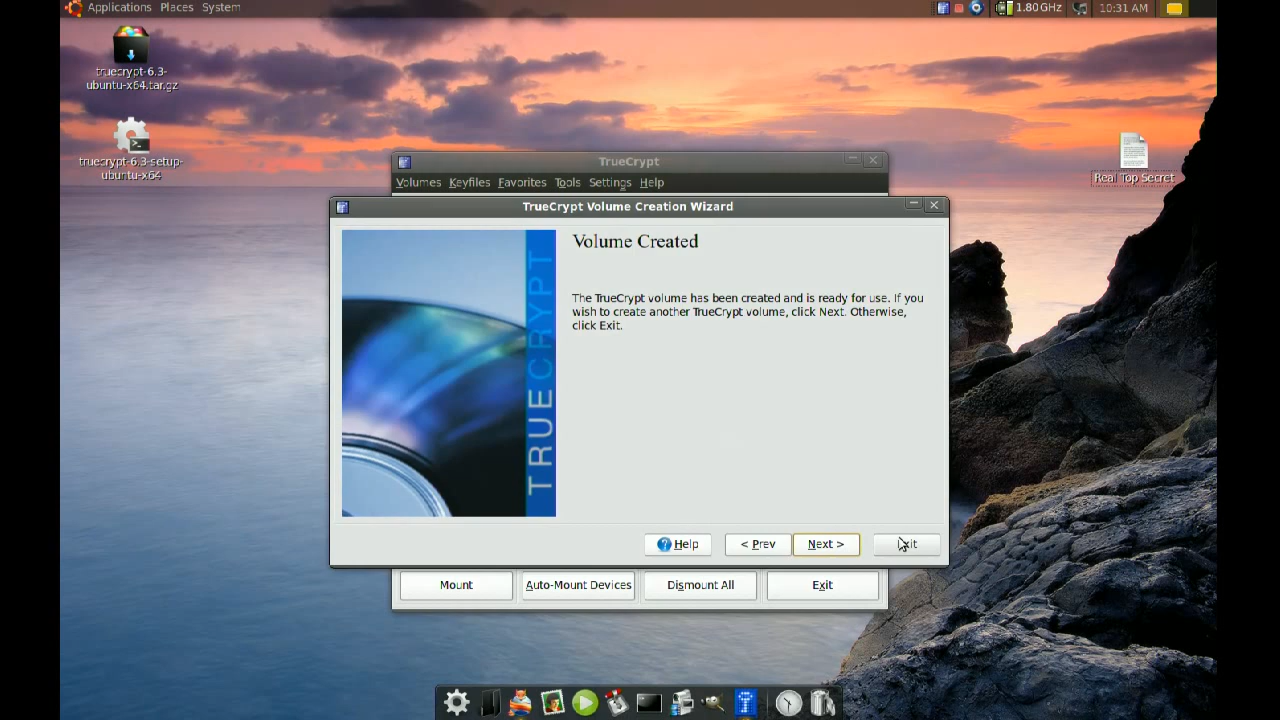 Applications Places System
1.80 GHz 10:31 AM
truecrypt-6.3-
ubuntu-x64.tar.gz
truecrypt-6.3-setup-
ubuntu-x64
Real Top Secret
TrueCrypt
Volumes Keyfiles Favorites Tools Settings Help
TrueCrypt Volume Creation Wizard
TRUECRYPT
Volume Created
The TrueCrypt volume has been created and is ready for use. If you
wish to create another TrueCrypt volume, click Next. Otherwise,
click Exit.
Help < Prev Next > Exit
Mount Auto-Mount Devices Dismount All Exit